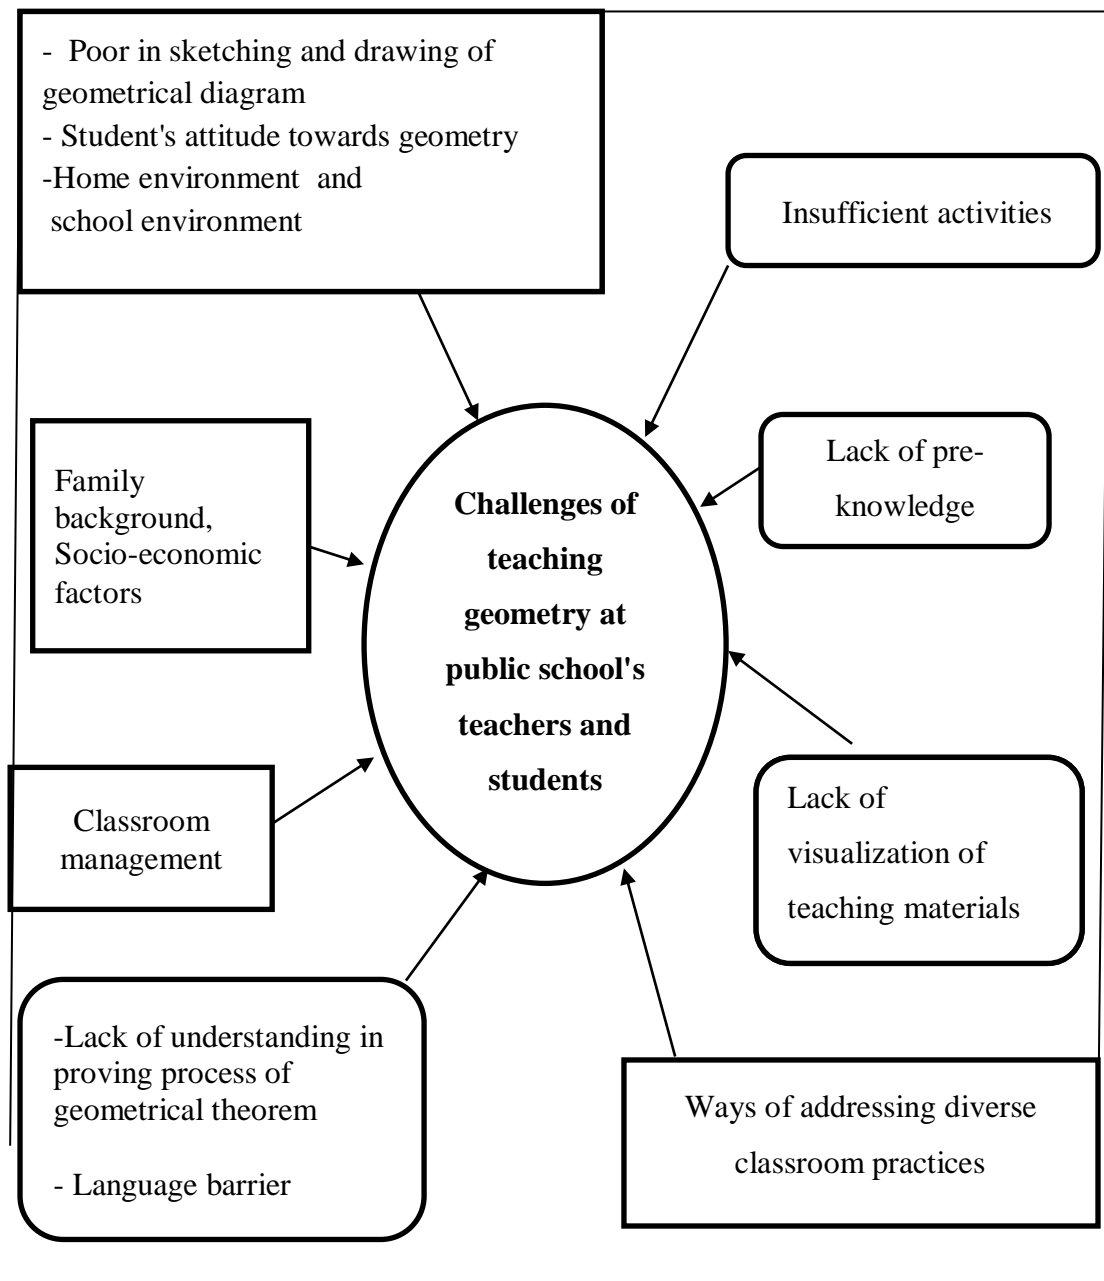 -  Poor in sketching and drawing of
geometrical diagram
- Student's attitude towards geometry
-Home environment  and
school environment
Insufficient activities
Family
background,
Socio-economic
factors
Challenges of
teaching
geometry at
public school's
teachers and
students
Lack of pre-
knowledge
Classroom
management
Lack of
visualization of
teaching materials
-Lack of understanding in
proving process of
geometrical theorem
- Language barrier
Ways of addressing diverse
classroom practices